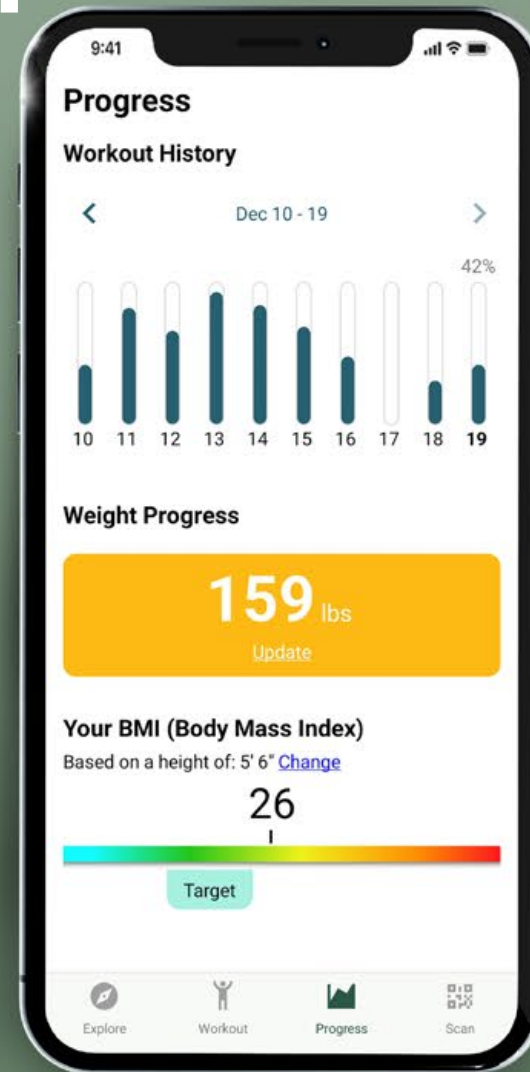 9:41
Progress
Workout History
Dec 10 - 19
42%
10 11 12 13 14 15 16 17 18 19
Weight Progress
159 lbs
Update
Your BMI (Body Mass Index)
Based on a height of: 5' 6" Change
26
Target
Explore Workout Progress Scan